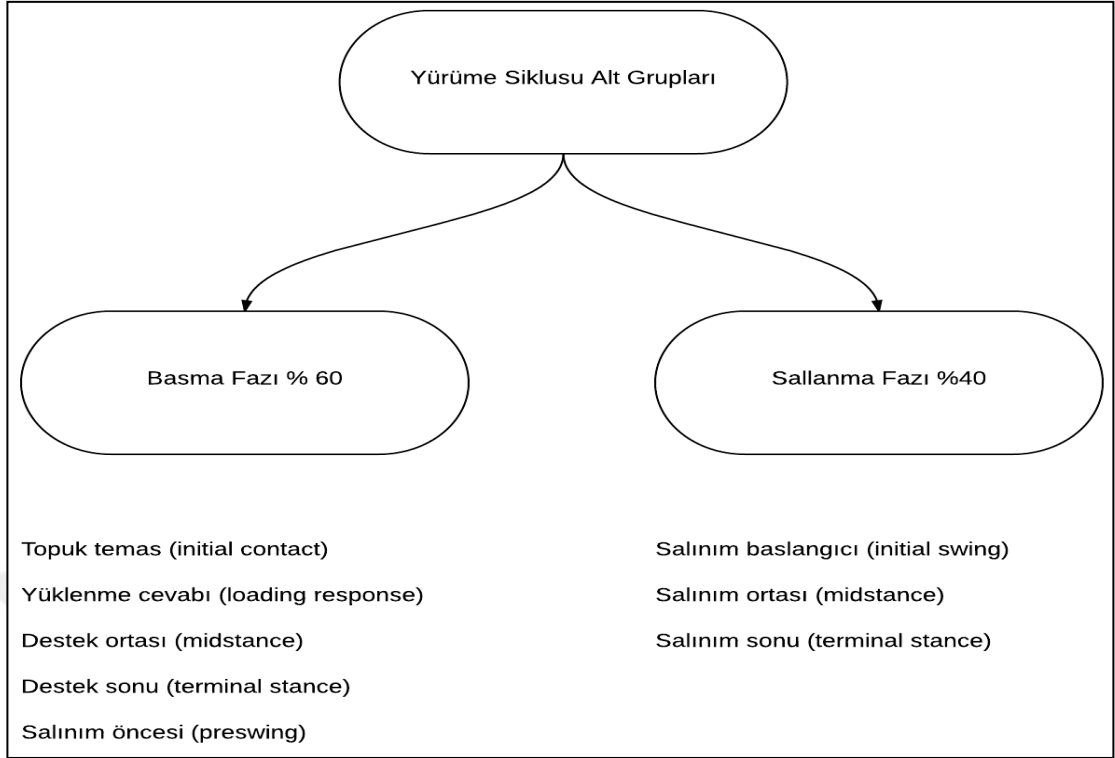 Yürüme Siklusu Alt Grupları
Basma Fazı % 60
Sallanma Fazı %40
Topuk temas (initial contact)
Yüklenme cevabı (loading response)
Destek ortası (midstance)
Destek sonu (terminal stance)
Salınım öncesi (preswing)
Salınım baslangıcı (initial swing)
Salınım ortası (midstance)
Salınım sonu (terminal stance)